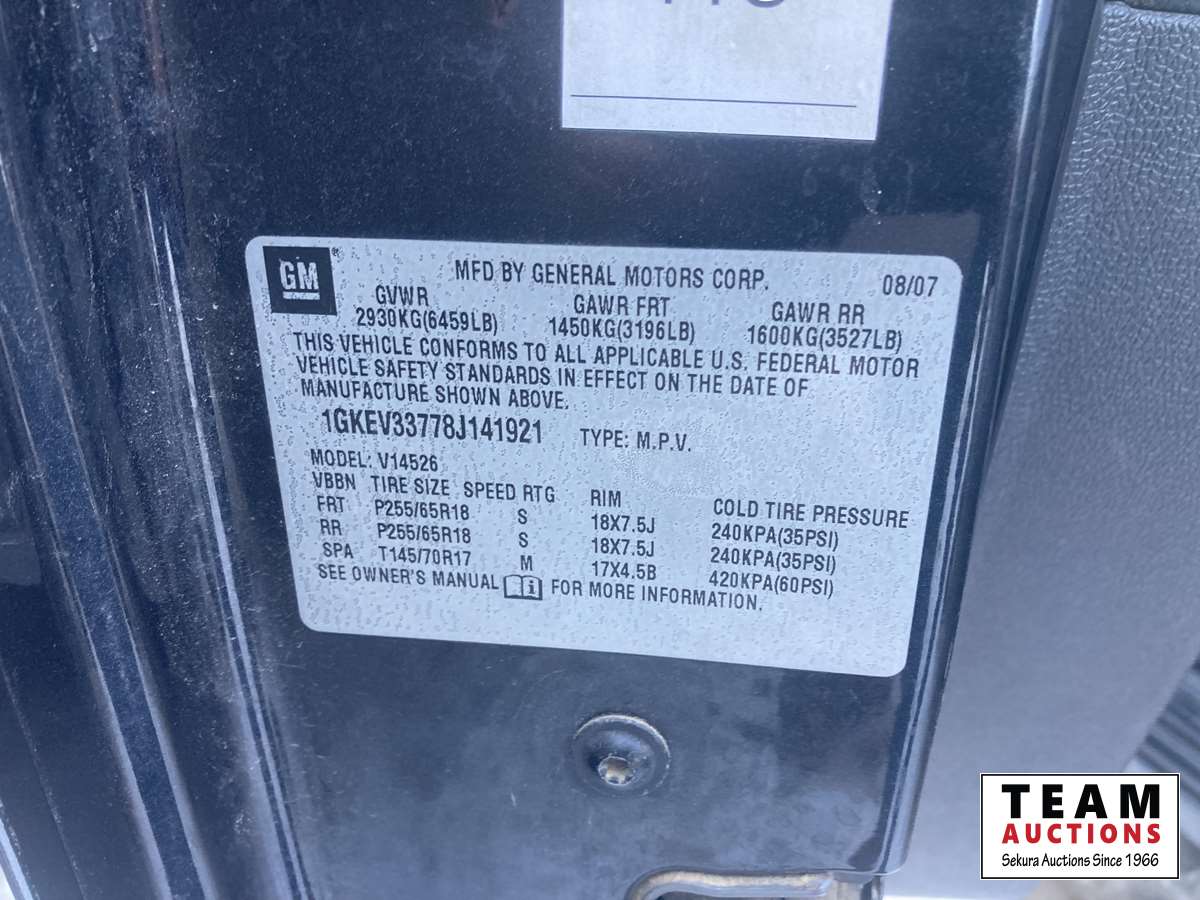 GM
MFD BY GENERAL MOTORS CORP. 08/07
GVWR GAWR FRT GAWR RR
2930KG(6459LB) 1450KG(3196LB) 1600KG(3527LB)
THIS VEHICLE CONFORMS TO ALL APPLICABLE U.S. FEDERAL MOTOR
VEHICLE SAFETY STANDARDS IN EFFECT ON THE DATE OF
MANUFACTURE SHOWN ABOVE.
1GKEV33778J141921 TYPE: M.P.V.
MODEL: V14526
VBBN TIRE SIZE SPEED RTG RIM COLD TIRE PRESSURE
FRT P255/65R18 S 18X7.5J 240KPA(35PSI)
RR P255/65R18 S 18X7.5J 240KPA(35PSI)
SPA T145/70R17 M 17X4.5B 420KPA(60PSI)
SEE OWNER'S MANUAL FOR MORE INFORMATION.
TEAM
AUCTIONS
Sekura Auctions Since 1966